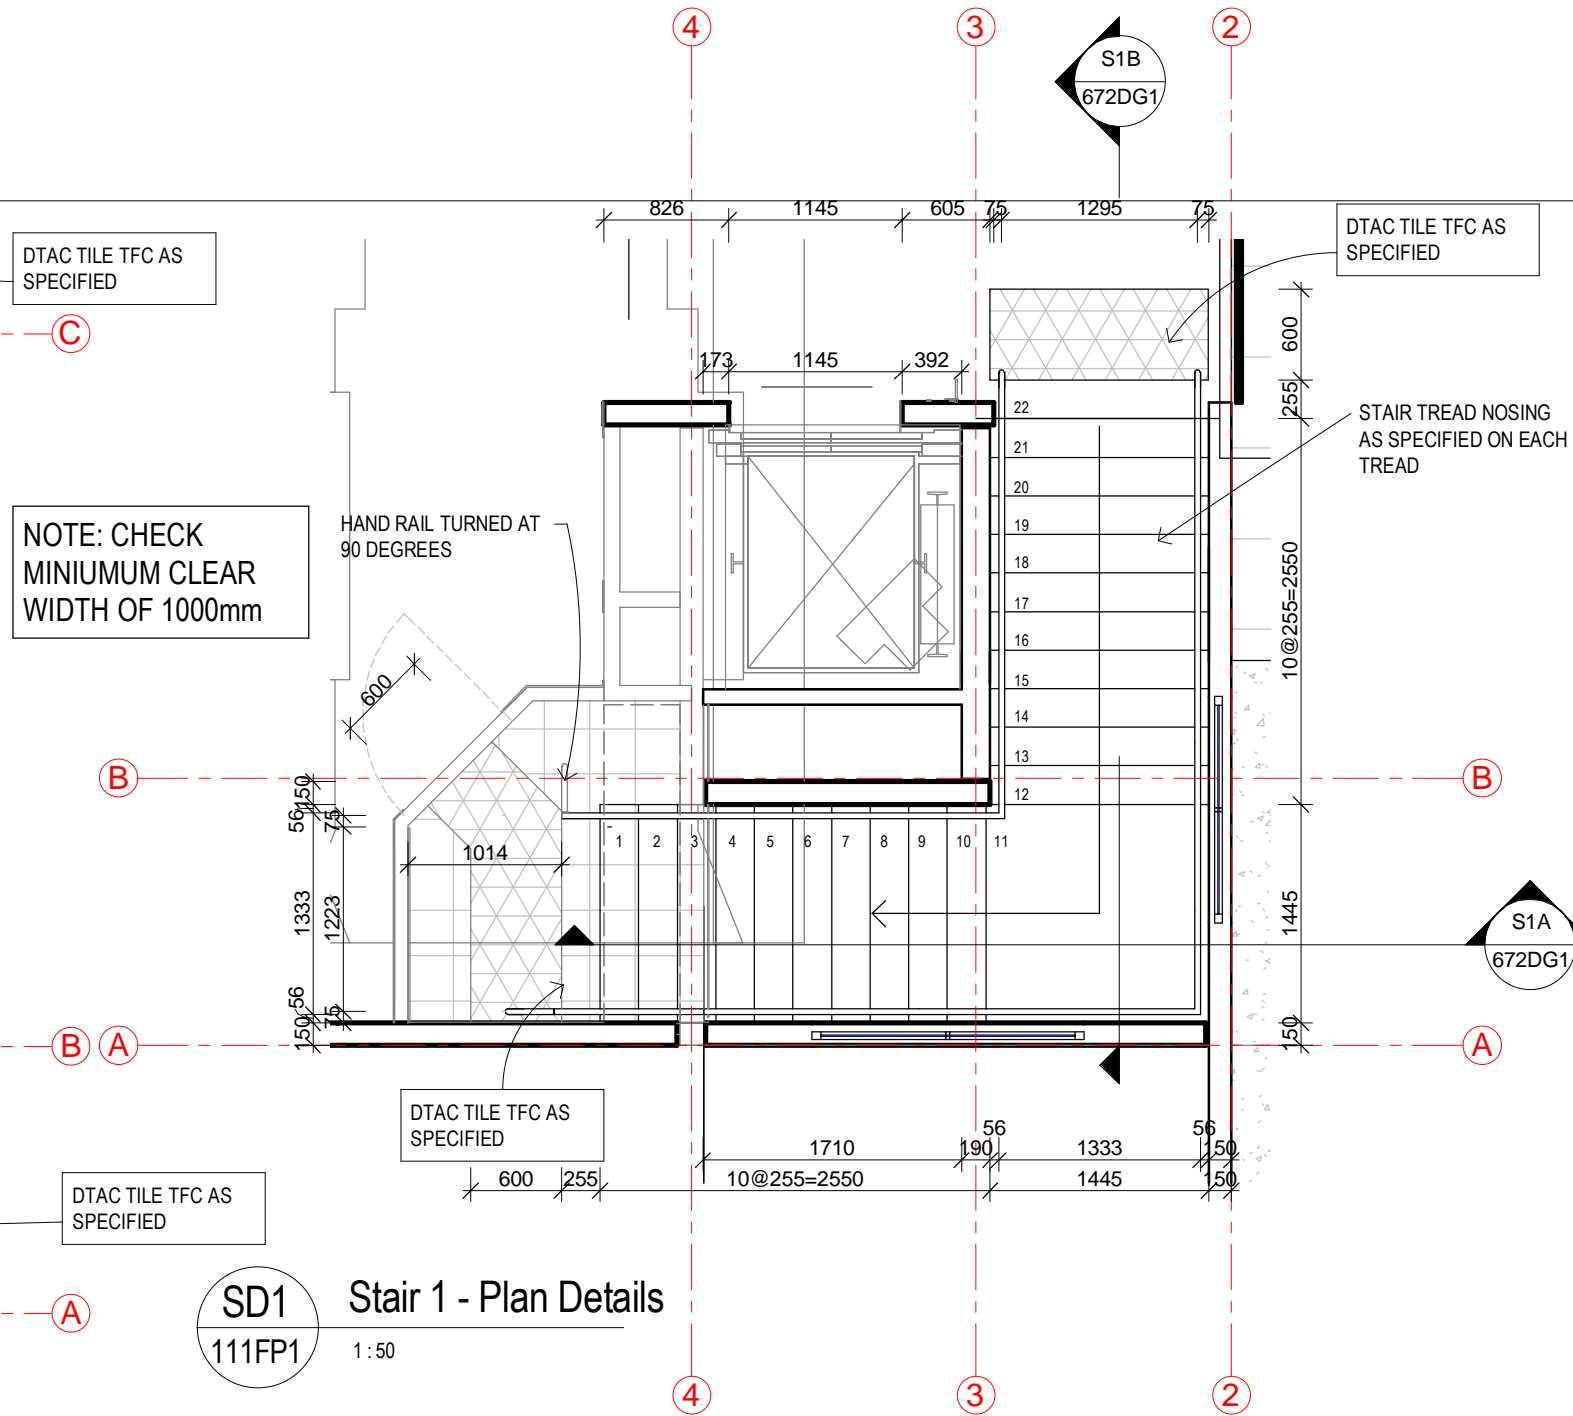 4
3
2
S1B
672DG1
826
1145
605
75
1295
75
DTAC TILE TFC AS
SPECIFIED
DTAC TILE TFC AS
SPECIFIED
C
600
173
1145
392
255
22
21
20
19
18
17
16
15
14
13
12
STAIR TREAD NOSING
AS SPECIFIED ON EACH
TREAD
NOTE: CHECK
MINIUMUM CLEAR
WIDTH OF 1000mm
HAND RAIL TURNED AT
90 DEGREES
10@255=2550
600
B
B
150
56
75
1014
1
2
3
4
5
6
7
8
9
10
11
1333
1223
1445
S1A
672DG1
56
75
150
150
B
A
A
DTAC TILE TFC AS
SPECIFIED
56
56
1710
190
1333
150
600
255
10@255=2550
1445
150
DTAC TILE TFC AS
SPECIFIED
A
SD1
111FP1
Stair 1 - Plan Details
1 : 50
4
3
2